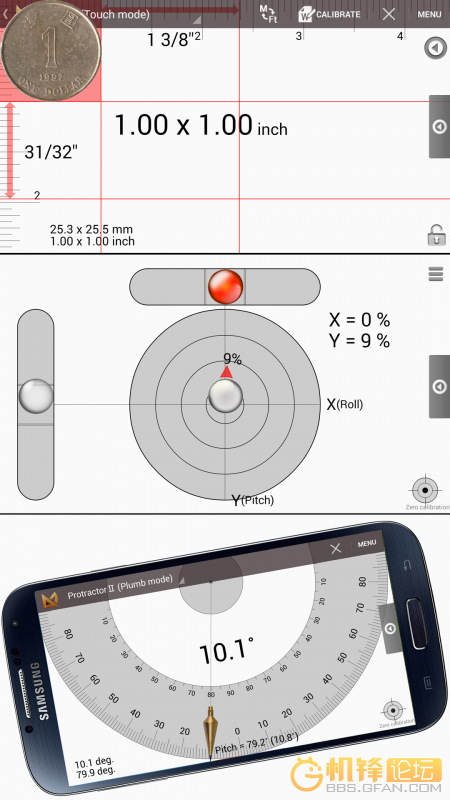 (Touch mode)
M
Ft
CALIBRATE
MENU
1 3/8"
2
3
4
1
1997
ONE DOLLAR
1.00 x 1.00 inch
31/32"
2
25.3 x 25.5 mm
1.00 x 1.00 inch
X = 0 %
Y = 9 %
9%
X(Roll)
Y(Pitch)
Zero calibration
MENU
Protractor II (Plumb mode)
80
70
60
50
40
30
20
10
0
10
20
30
40
50
60
70
80
10.1°
Pitch = 79.2° (10.8°)
10.1 deg.
79.9 deg.
Zero calibration
SAMSUNG
机锋论坛
BBS.GFAN.COM